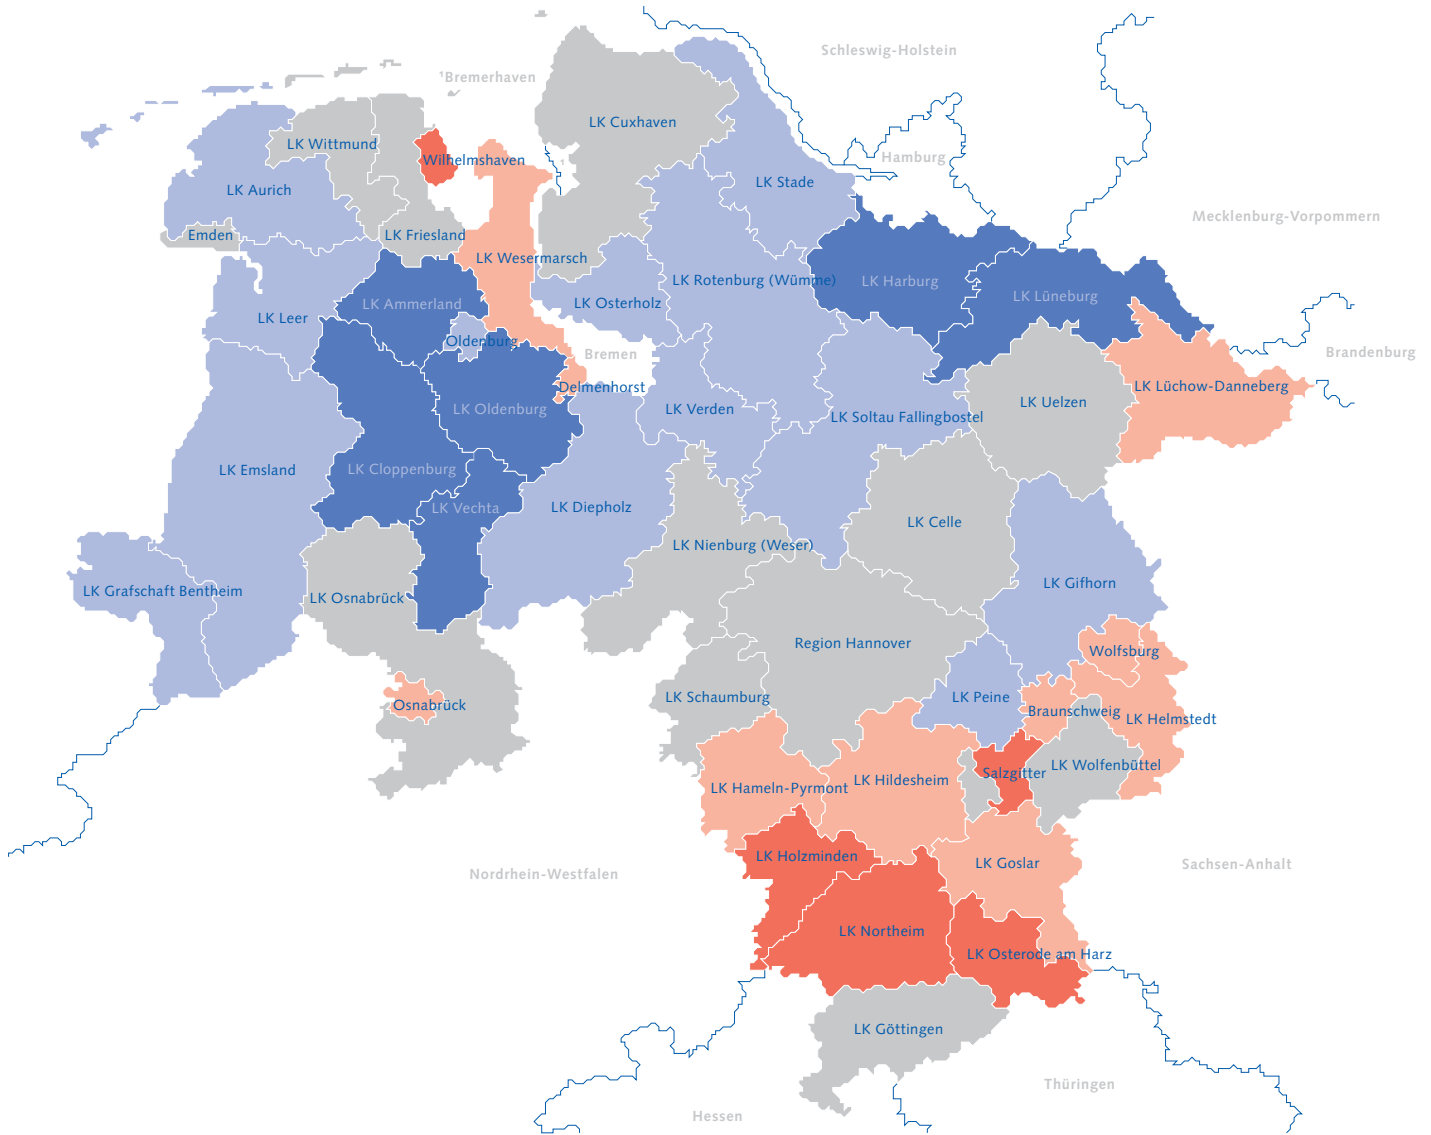 Schleswig-Holstein
¹Bremerhaven
LK Cuxhaven
LK Wittmund
Wilhelmshaven
Hamburg
¹
LK Stade
LK Aurich
Mecklenburg-Vorpommern
Emden
LK Friesland
LK Wesermarsch
LK Rotenburg (Wümme)
LK Harburg
LK Lüneburg
LK Ammerland
LK Osterholz
LK Leer
Oldenburg
Bremen
Brandenburg
Delmenhorst
LK Lüchow-Danneberg
LK Uelzen
LK Oldenburg
LK Verden
LK Soltau Fallingbostel
LK Emsland
LK Cloppenburg
LK Vechta
LK Diepholz
LK Celle
LK Nienburg (Weser)
LK Gifhorn
LK Grafschaft Bentheim
LK Osnabrück
Region Hannover
Wolfsburg
LK Schaumburg
LK Peine
Osnabrück
Braunschweig
LK Helmstedt
LK Wolfenbüttel
Salzgitter
LK Hildesheim
LK Hameln-Pyrmont
LK Holzminden
LK Goslar
Sachsen-Anhalt
Nordrhein-Westfalen
LK Northeim
LK Osterode am Harz
LK Göttingen
Thüringen
Hessen